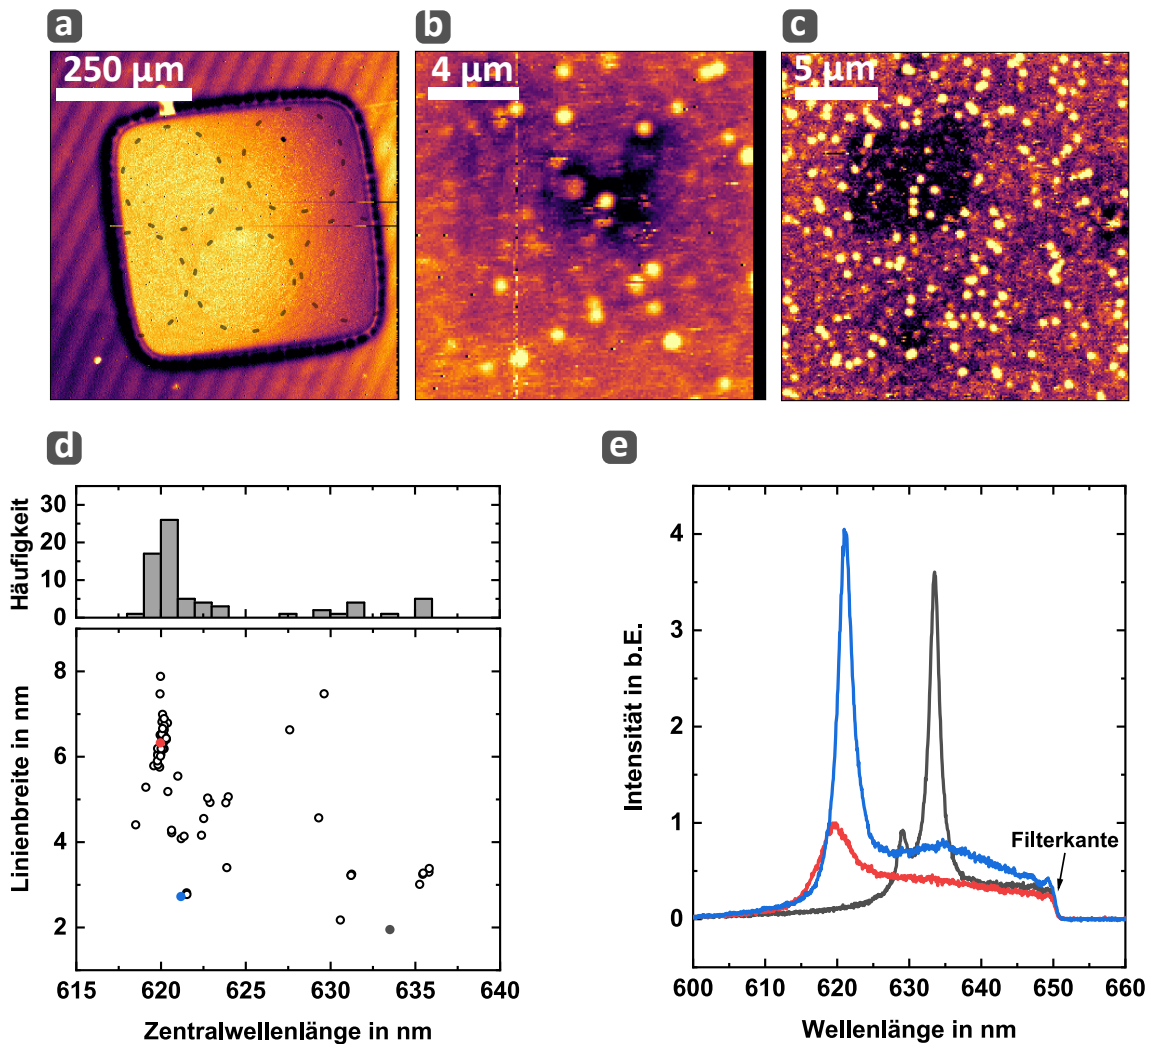 a
b
c
250 µm
4 µm
5 µm
d
e
Häufigkeit
30
20
10
0
Linienbreite in nm
8
6
4
2
615
620
625
630
635
640
Zentralwellenlänge in nm
Intensität in b.E.
4
3
2
1
0
Filterkante
600
610
620
630
640
650
660
Wellenlänge in nm